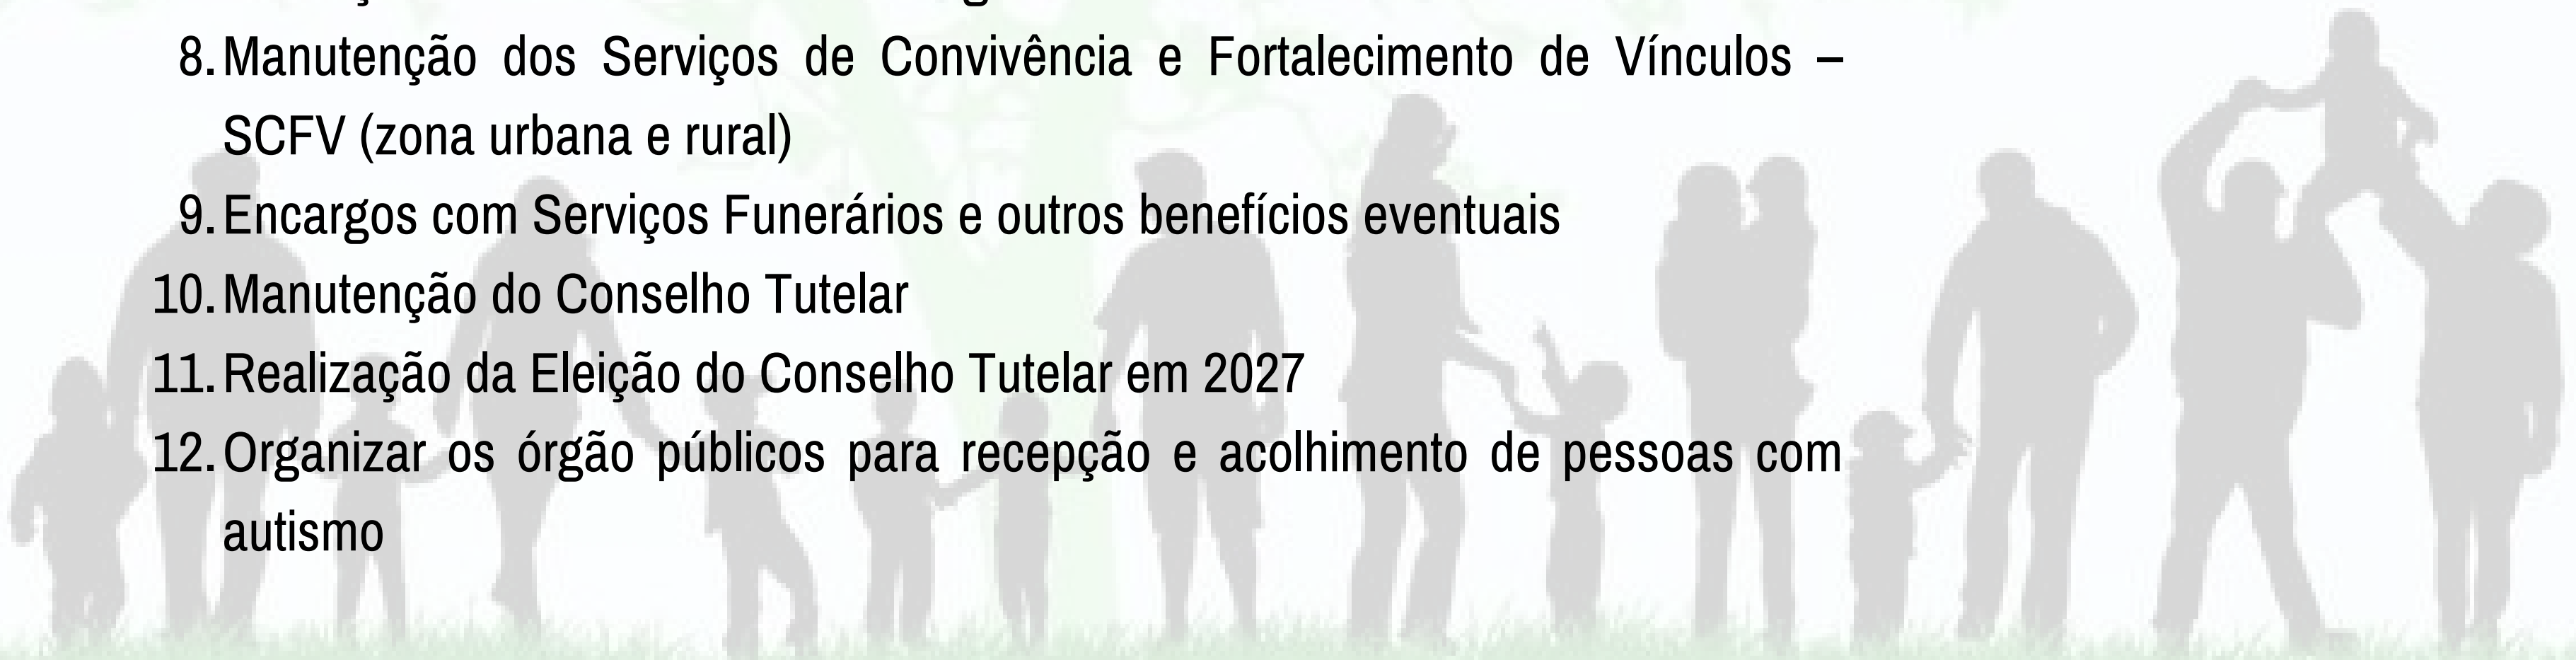 8. Manutenção dos Serviços de Convivência e Fortalecimento de Vínculos –
SCFV (zona urbana e rural)
9. Encargos com Serviços Funerários e outros benefícios eventuais
10. Manutenção do Conselho Tutelar
11. Realização da Eleição do Conselho Tutelar em 2027
12. Organizar os órgão públicos para recepção e acolhimento de pessoas com
autismo